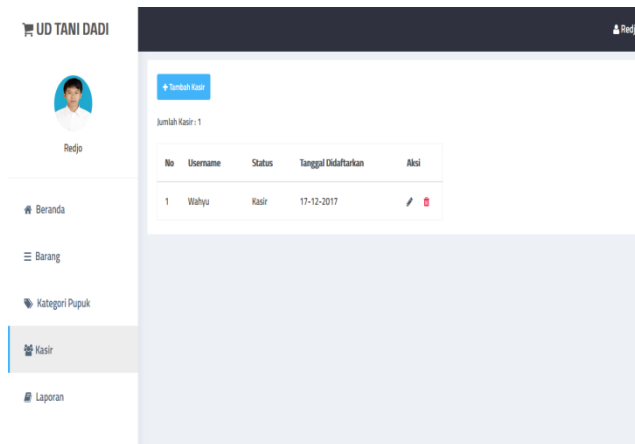 UD TANI DADI
Redj
Redjo
Beranda
Barang
Kategori Pupuk
Kasir
Laporan
+ Tambah Kasir
Jumlah Kasir : 1
No Username Status Tanggal Didaftarkan Aksi
1 Wahyu Kasir 17-12-2017